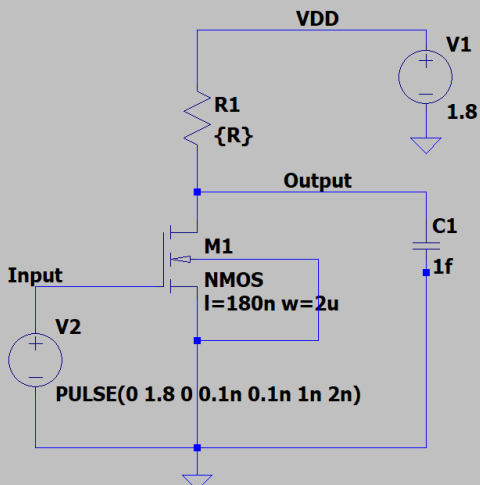 VDD
V1
1.8
R1
{R}
Output
C1
1f
M1
NMOS
l=180n w=2u
Input
V2
PULSE(0 1.8 0 0.1n 0.1n 1n 2n)